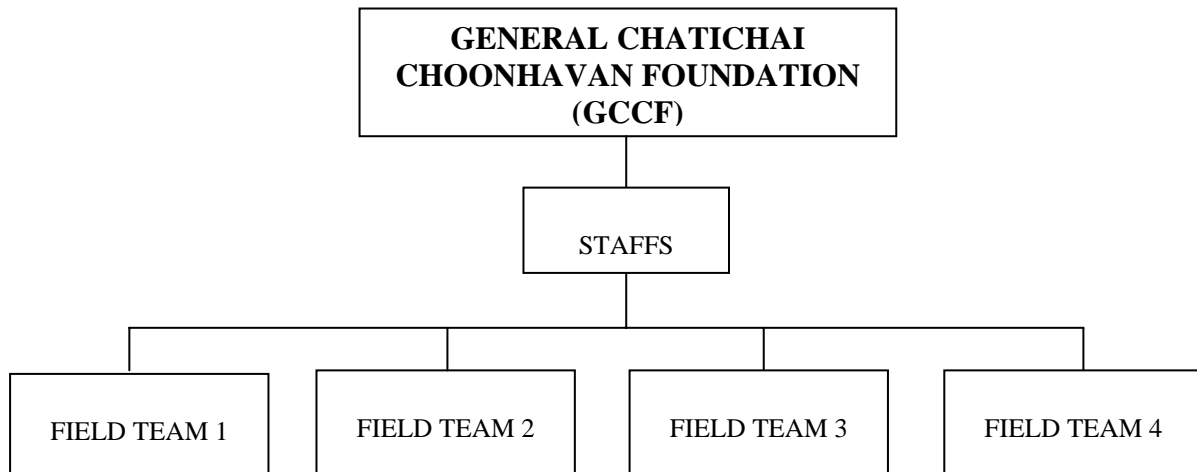 GENERAL CHATICHAI
CHOONHAVAN FOUNDATION
(GCCF)
STAFFS
FIELD TEAM 1
FIELD TEAM 2
FIELD TEAM 3
FIELD TEAM 4